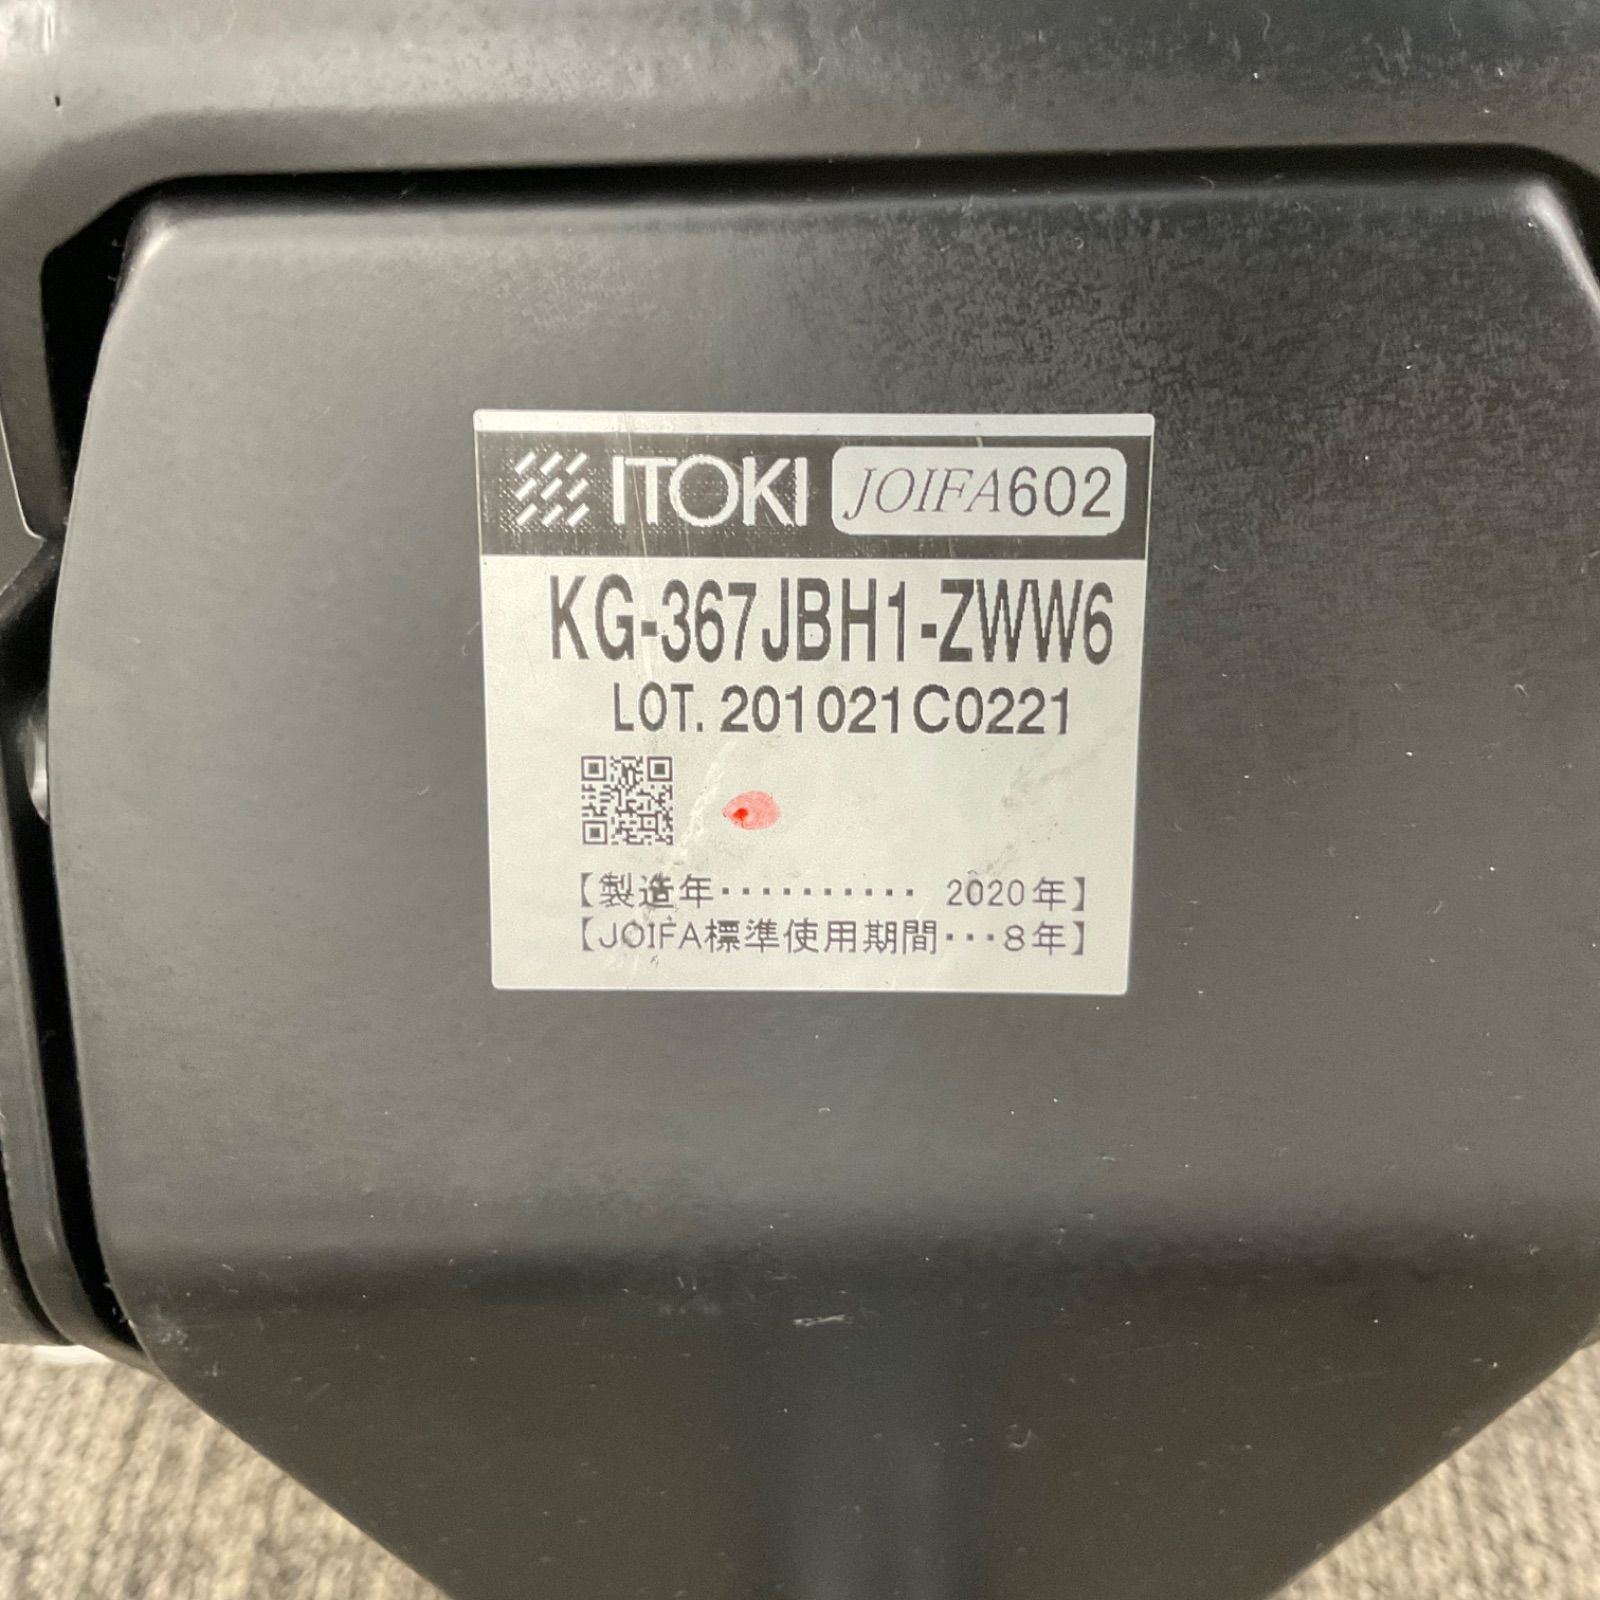 ITOKI JOIFA602
KG-367JBH1-ZWW6
LOT. 201021C0221
【製造年・・・・・・・・・・ 2020年】
【JOIFA標準使用期間・・・8年】